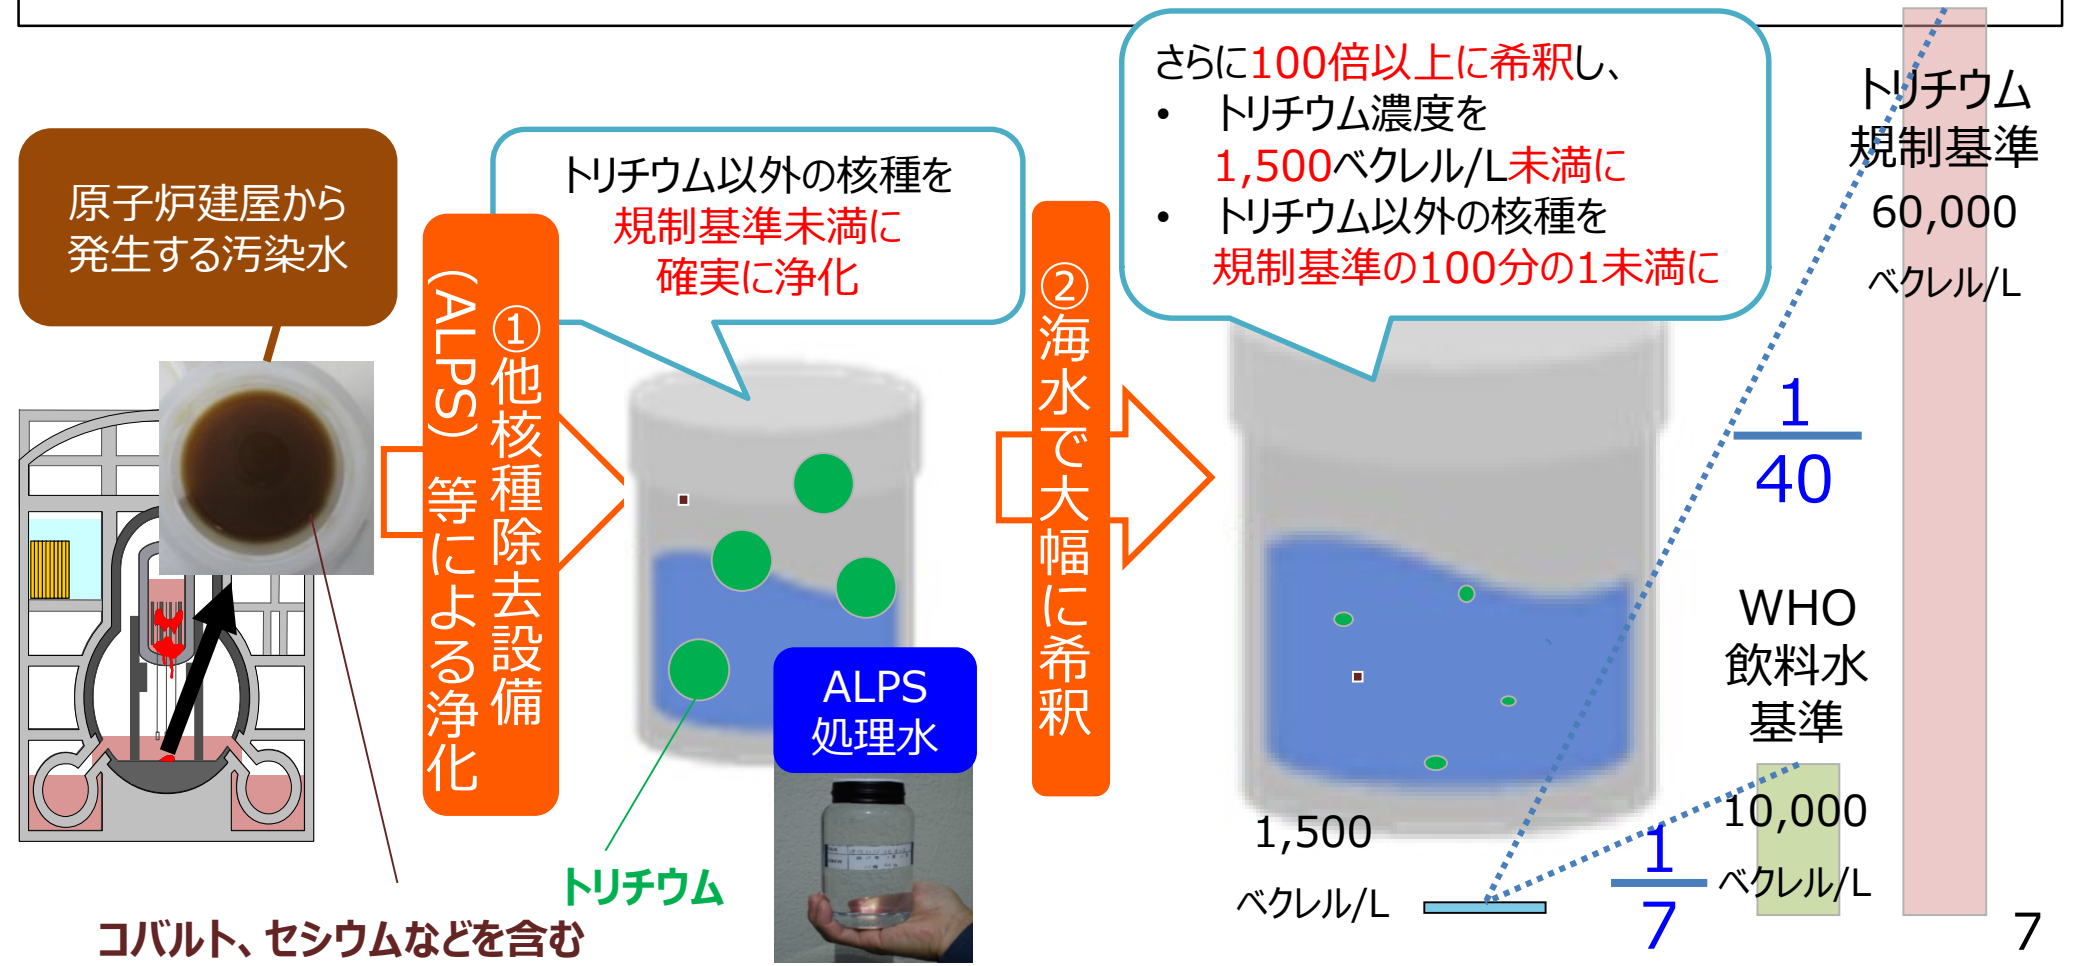 原子炉建屋から
発生する汚染水
①他核種除去設備
(ALPS) 等による浄化
トリチウム以外の核種を
規制基準未満に
確実に浄化
②海水で大幅に希釈
さらに100倍以上に希釈し、
• トリチウム濃度を
1,500ベクレル/L未満に
• トリチウム以外の核種を
規制基準の100分の1未満に
トリチウム
規制基準
60,000
ベクレル/L
1
40
WHO
飲料水
基準
10,000
ベクレル/L
1
7
1,500
ベクレル/L
ALPS
処理水
トリチウム
コバルト、セシウムなどを含む
7